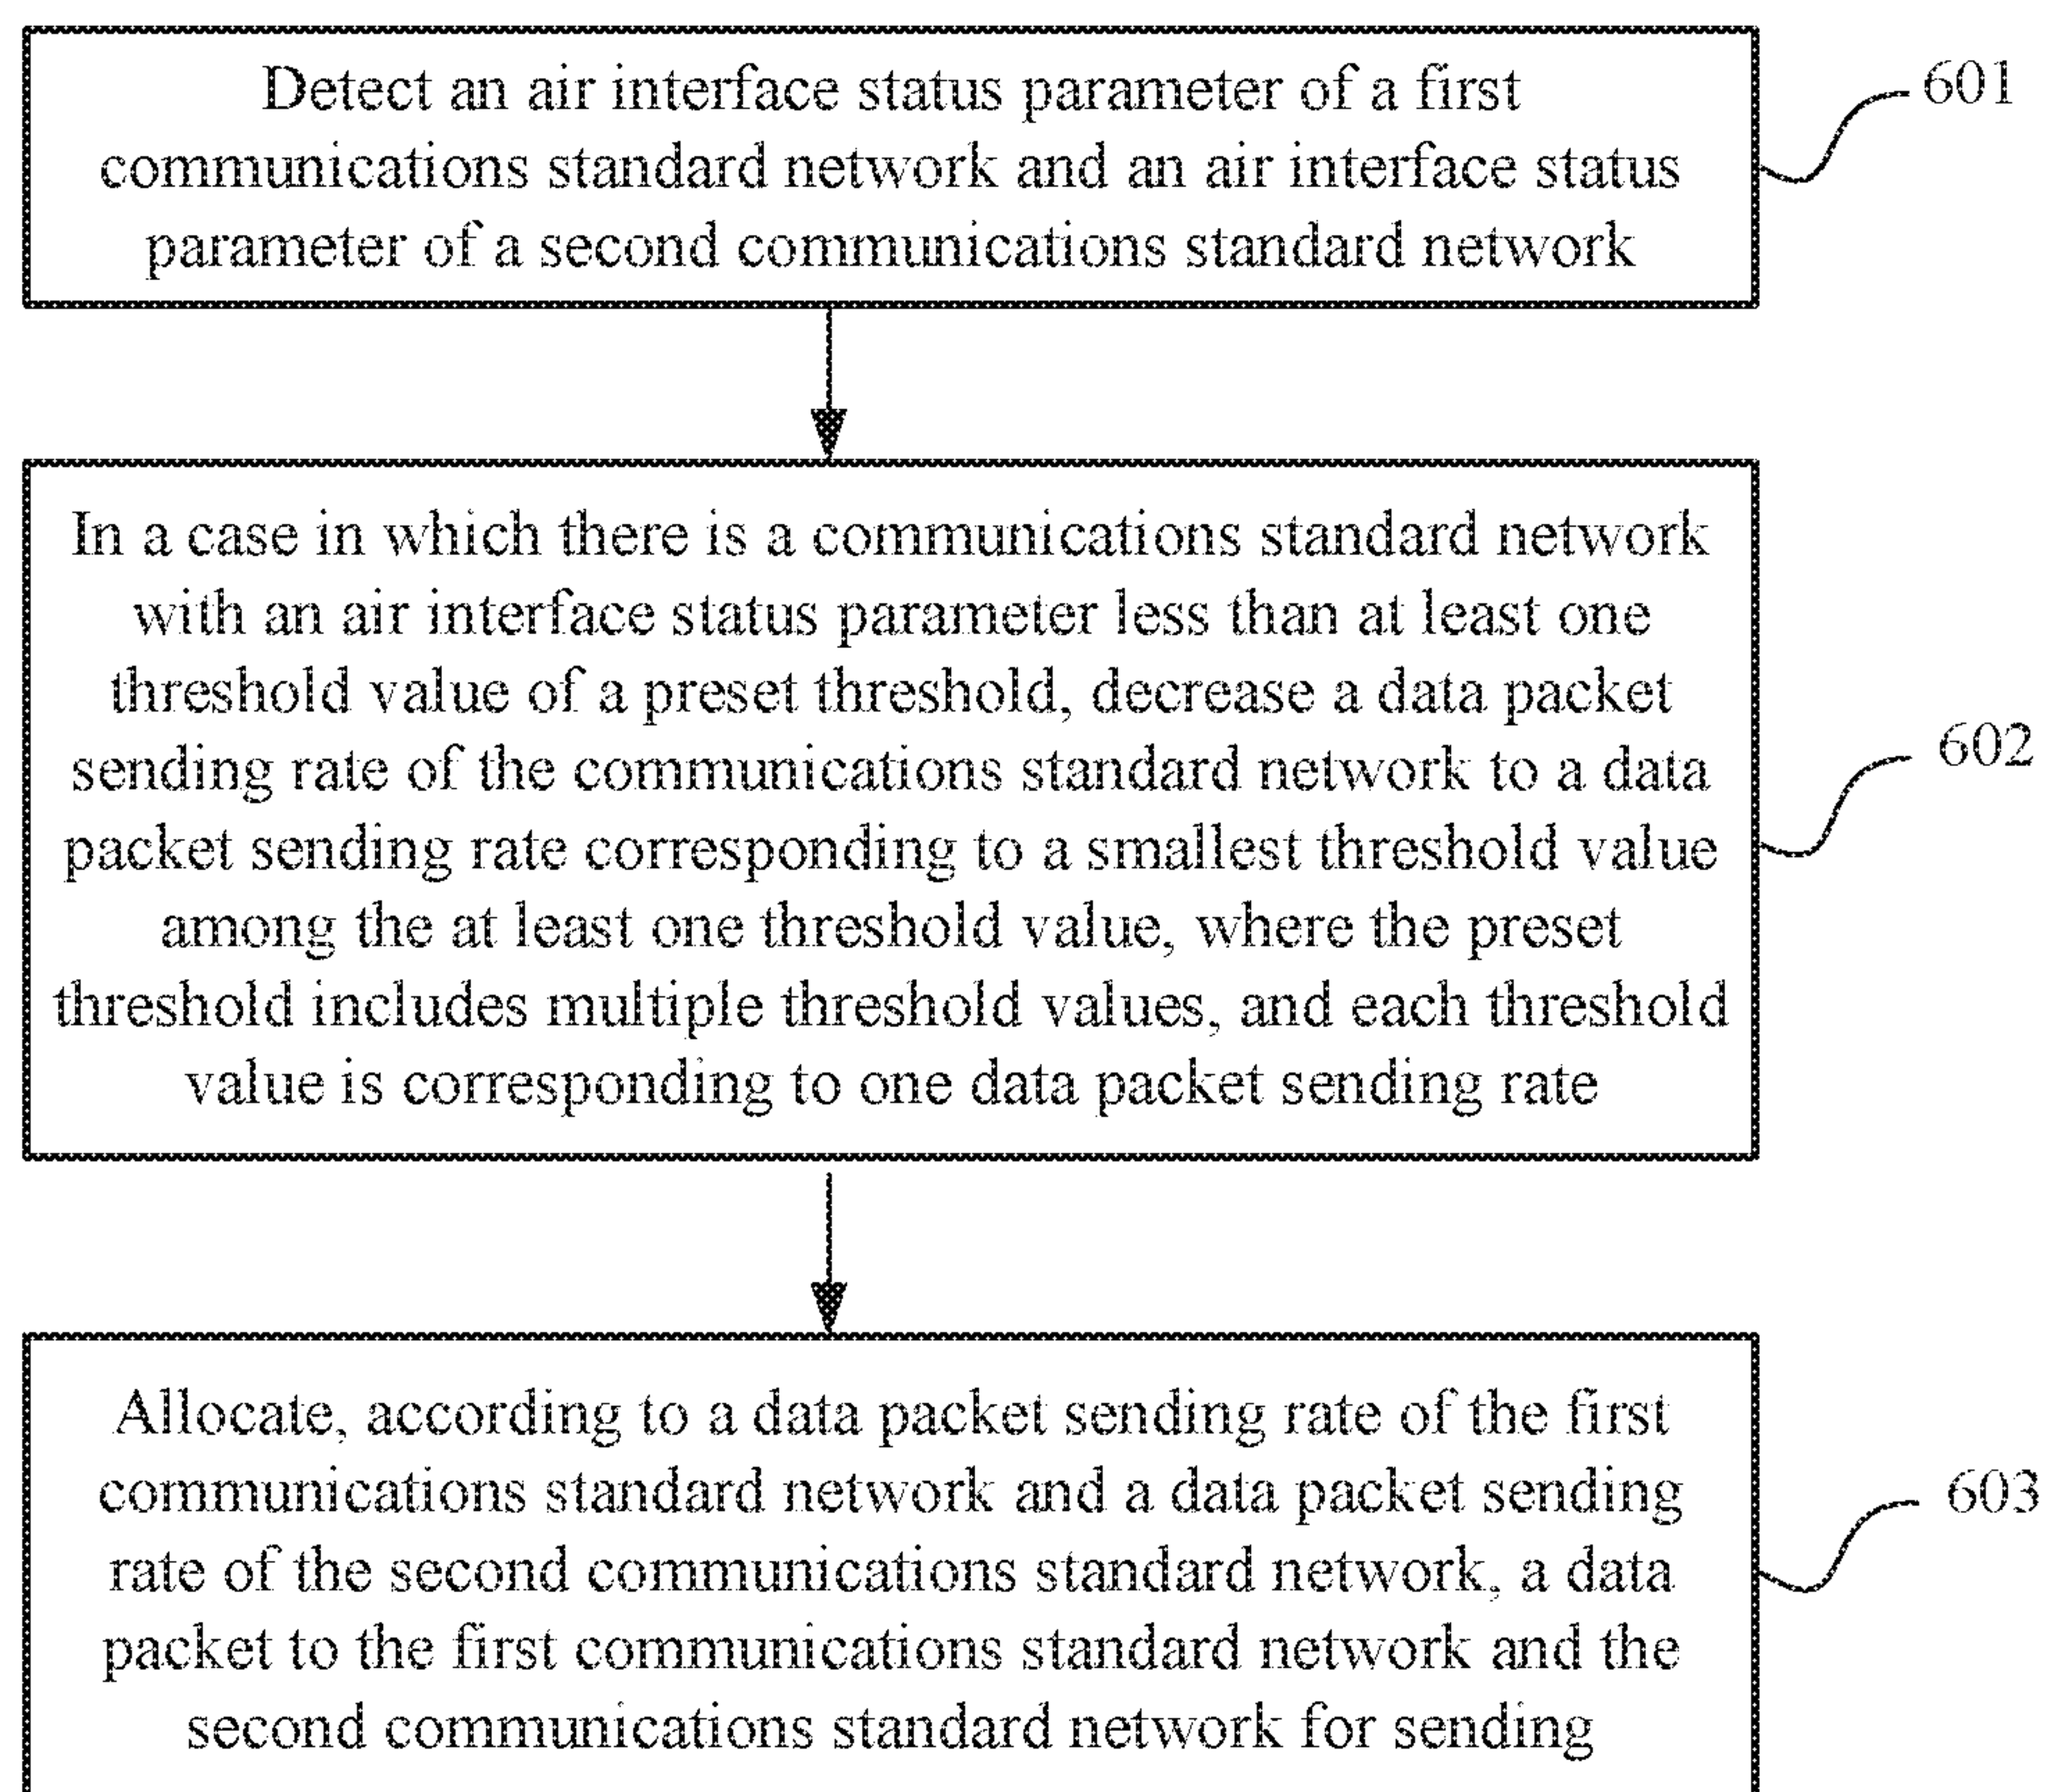 Detect an air interface status parameter of a first
communications standard network and an air interface status
parameter of a second communications standard network
601
In a case in which there is a communications standard network
with an air interface status parameter less than at least one
threshold value of a preset threshold, decrease a data packet
sending rate of the communications standard network to a data
packet sending rate corresponding to a smallest threshold value
among the at least one threshold value, where the preset
threshold includes multiple threshold values, and each threshold
value is corresponding to one data packet sending rate
602
Allocate, according to a data packet sending rate of the first
communications standard network and a data packet sending
rate of the second communications standard network, a data
packet to the first communications standard network and the
second communications standard network for sending
603